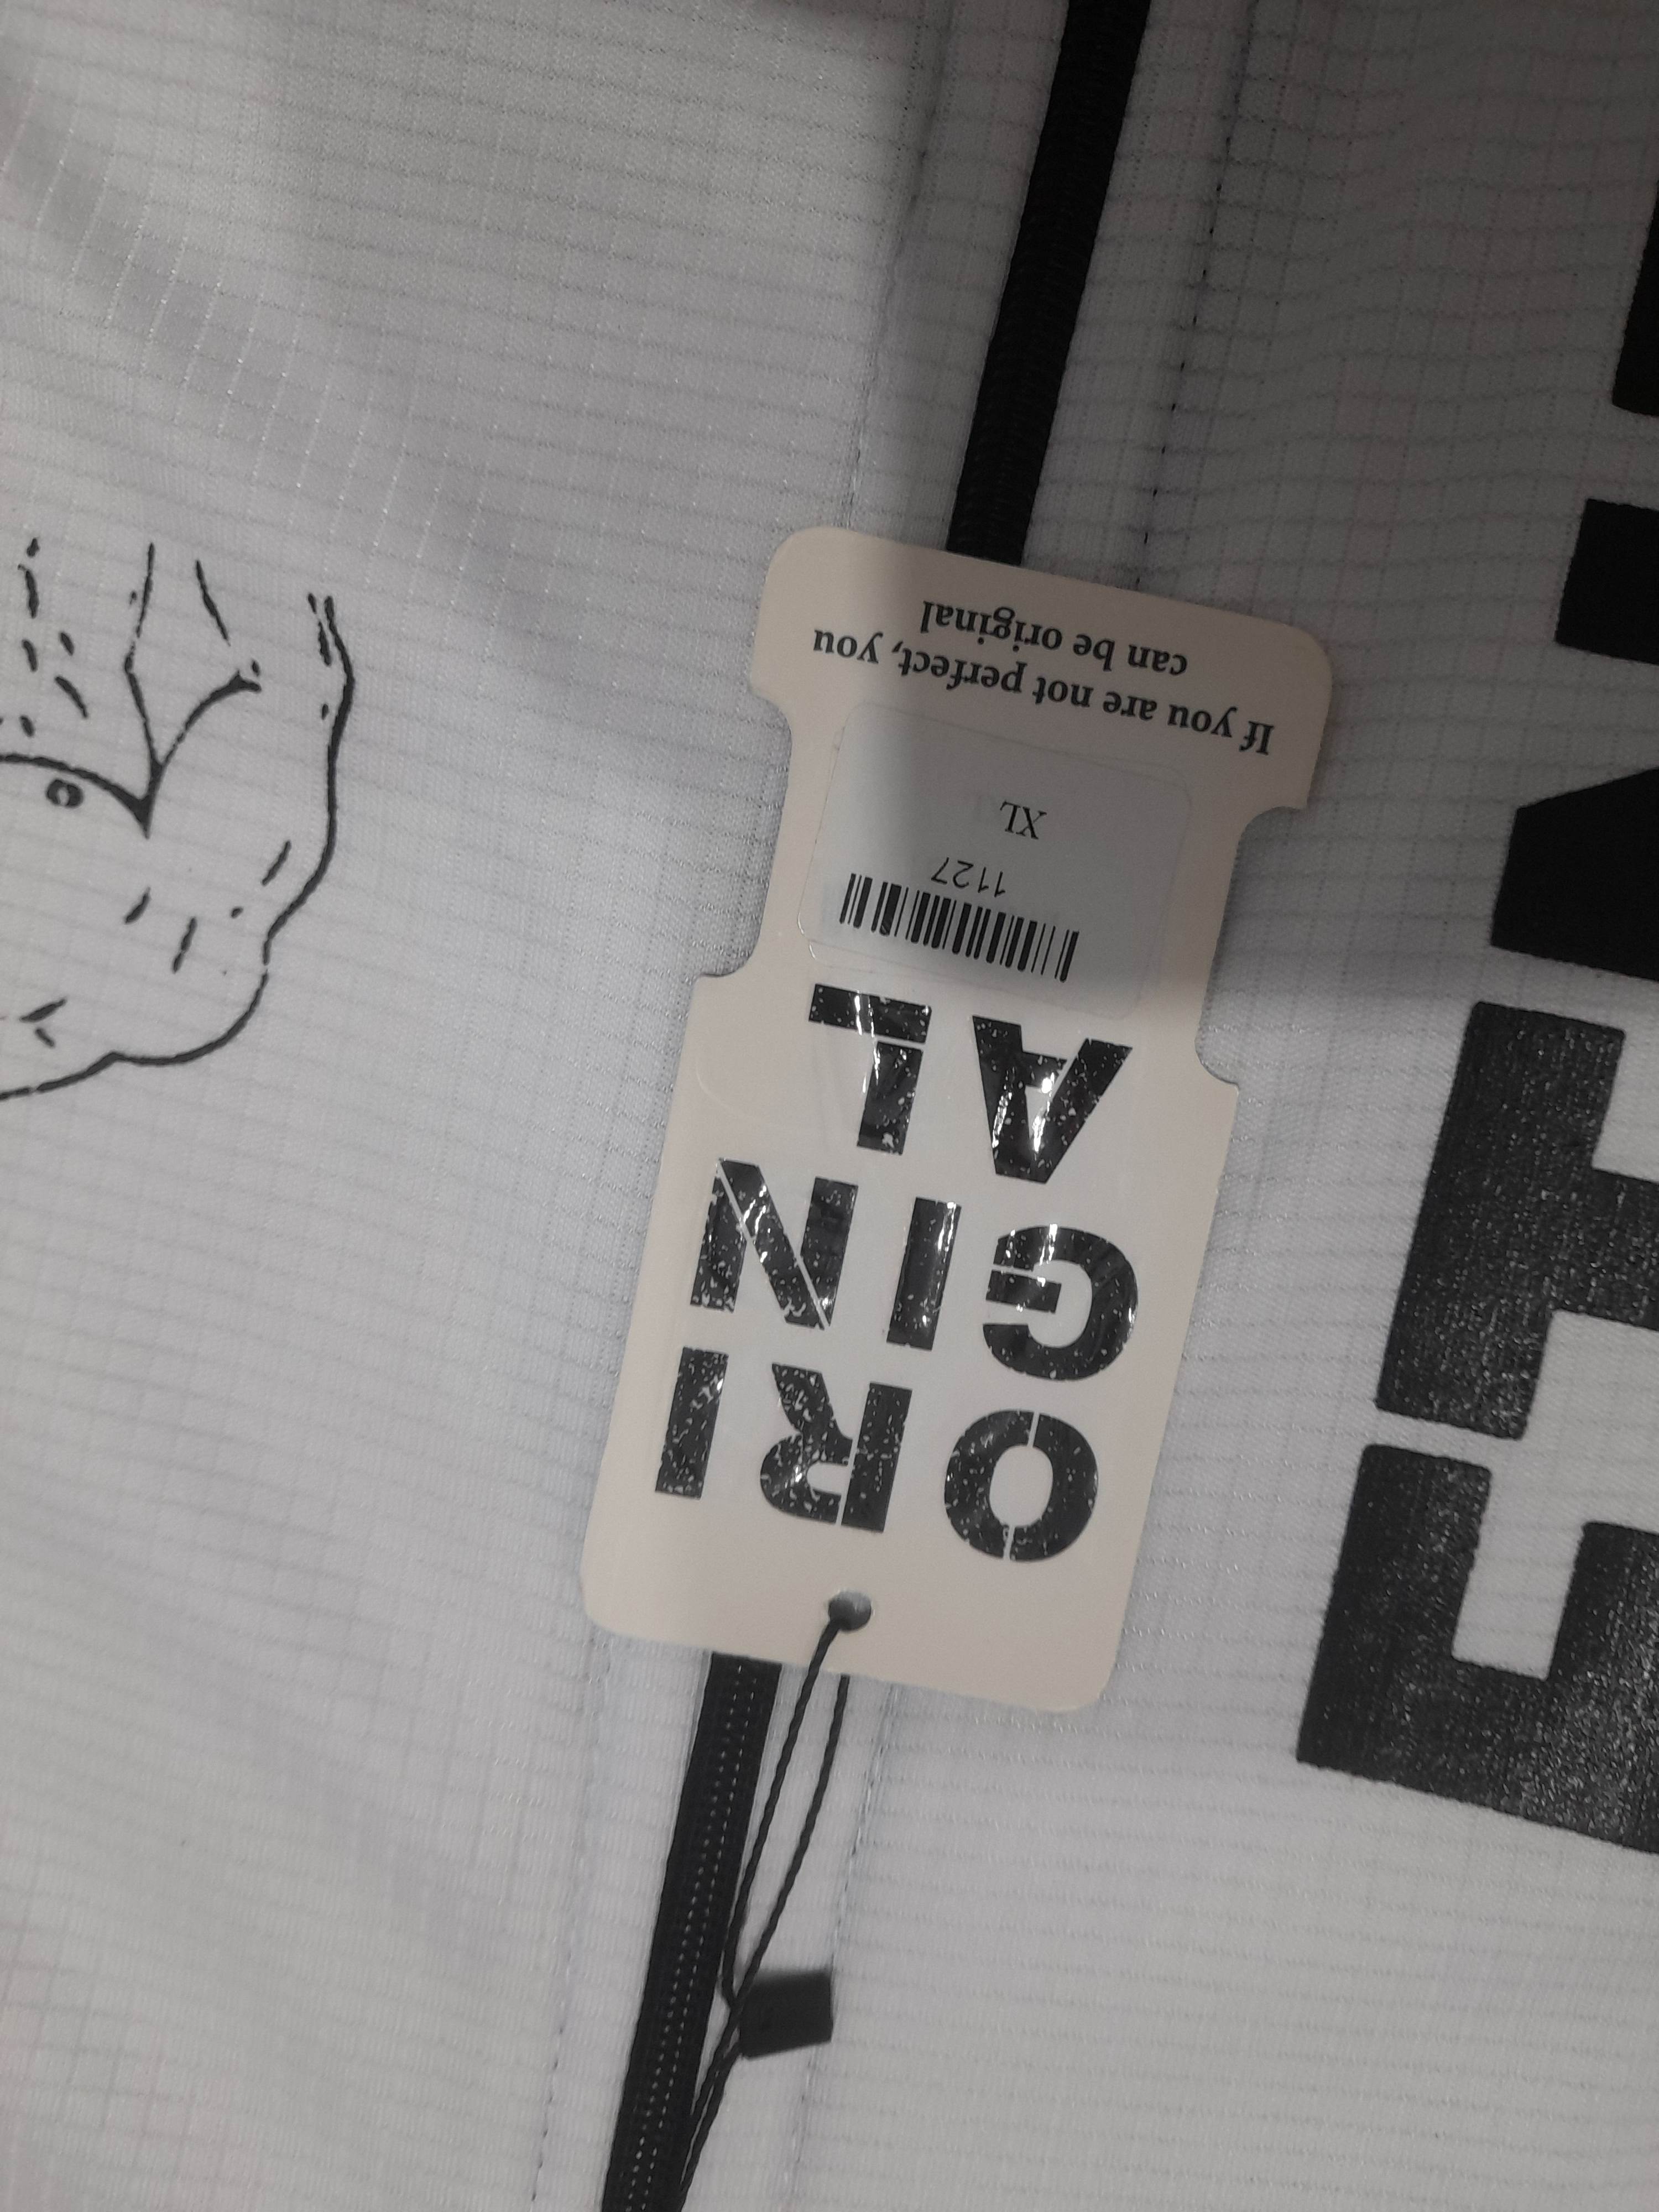 ORI
GIN
AL
1127
XL
If you are not perfect, you
can be original